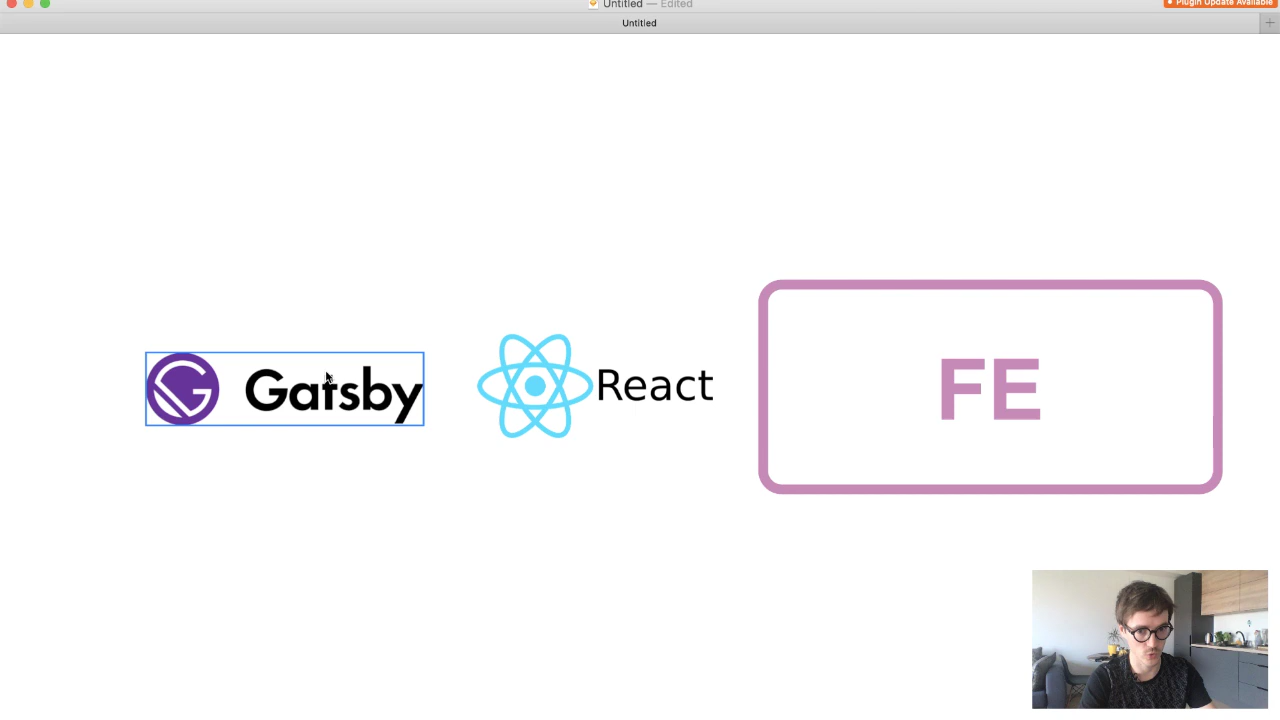 Untitled — Edited
Plugin Update Available
Untitled
Gatsby
React
FE